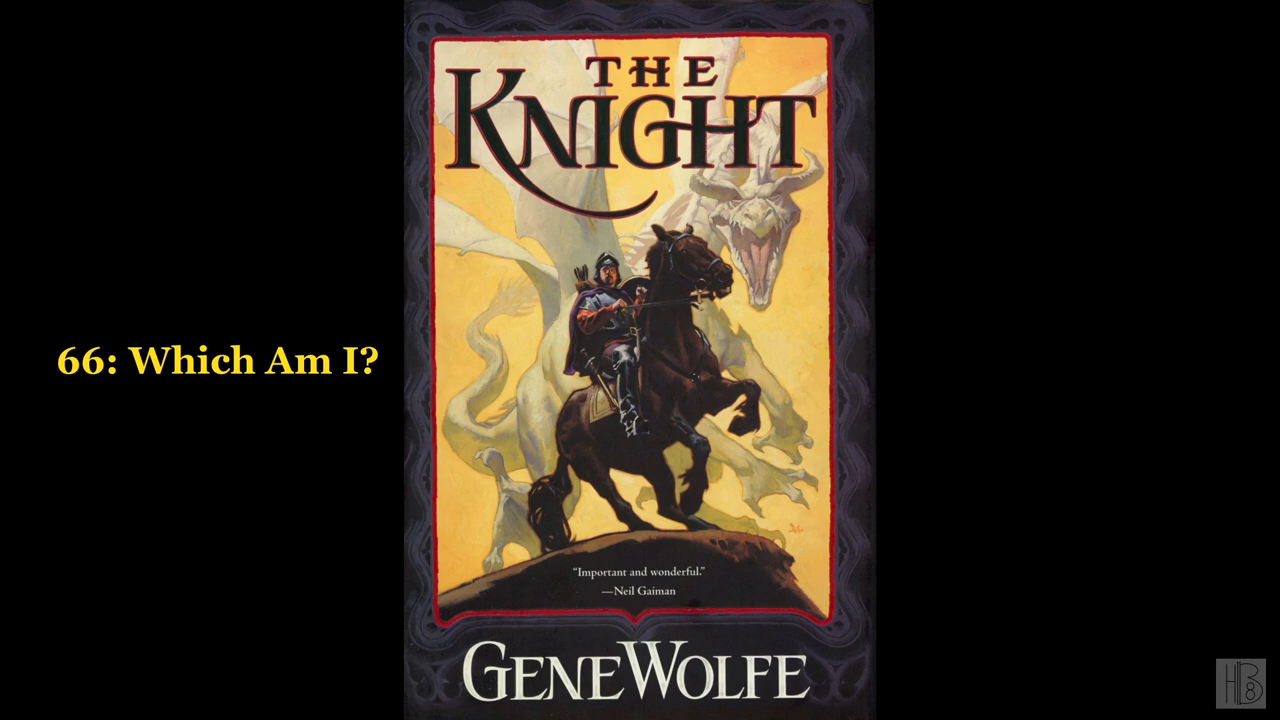 THE
KNIGHT
66: Which Am I?
“Important and wonderful.”
—Neil Gaiman
GENE WOLFE